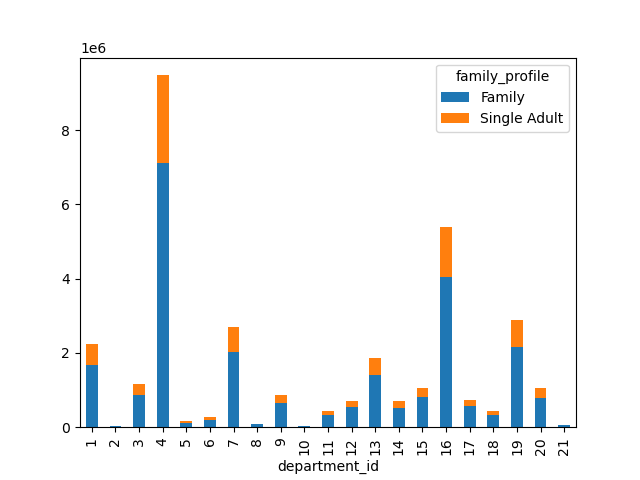 1e6
family_profile
Family
Single Adult
8
6
4
2
0
1 2 3 4 5 6 7 8 9 10 11 12 13 14 15 16 17 18 19 20 21
department_id